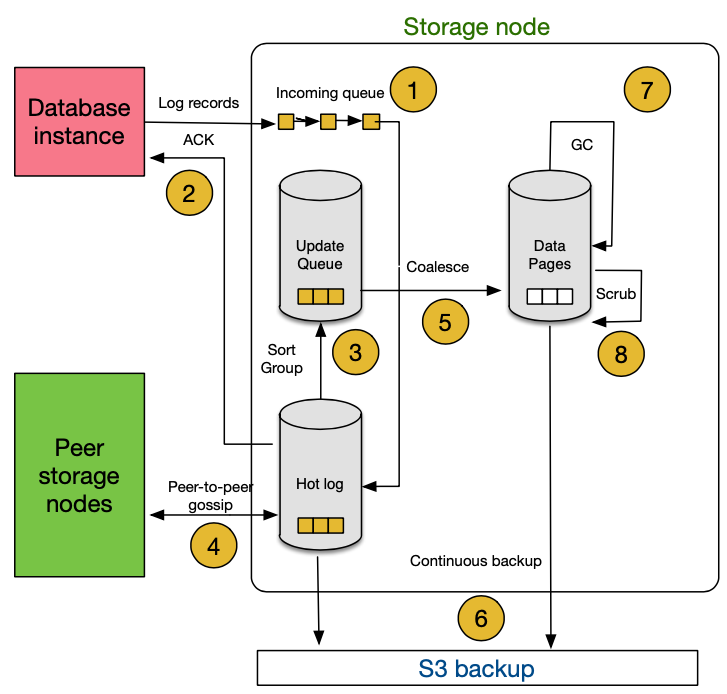 Storage node
Database
instance
Log records
Incoming queue
1
7
ACK
GC
2
Update
Queue
Data
Pages
Coalesce
5
Scrub
8
Sort
Group
3
Peer
storage
nodes
Peer-to-peer
gossip
4
Hot log
Continuous backup
6
S3 backup